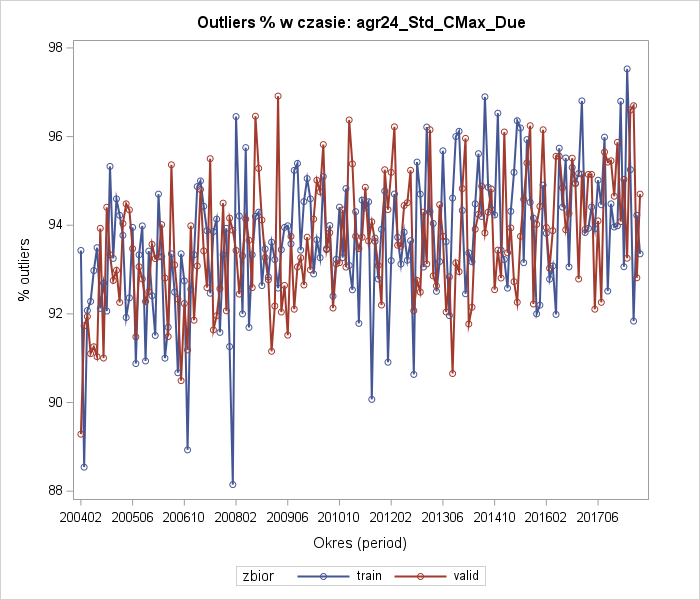 Outliers % w czasie: agr24_Std_CMax_Due
98
96
94
92
90
88
% outliers
200402 200506 200610 200802 200906 201010 201202 201306 201410 201602 201706
Okres (period)
zbior train valid